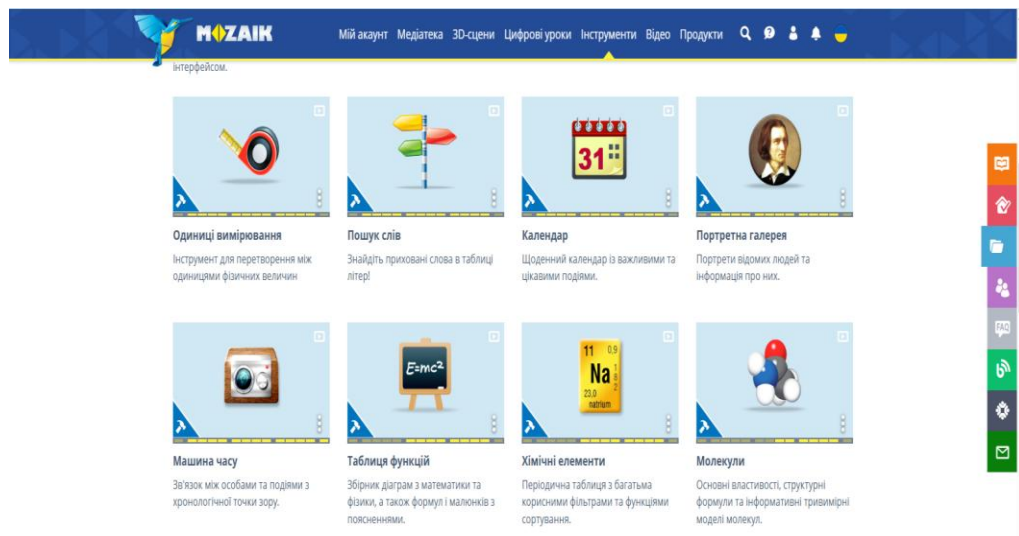 MOZAIK
Мій акаунт Медіатека 3D-сцени Цифрові уроки Інструменти Відео Продукти
інтерфейсом.
31
Одиниці вимірювання
Інструмент для перетворення між
одиницями фізичних величин
Пошук слів
Знайдіть приховані слова в таблиці
літер!
Календар
Щоденний календар із важливими та
цікавими подіями.
Портретна галерея
Портрети відомих людей та
інформація про них.
E=mc²
11 0,9
Na
23,0
natrium
Машина часу
Зв'язок між особами та подіями з
хронологічної точки зору.
Таблиця функцій
Збірник діаграм з математики та
фізики, а також формул і малюнків з
поясненнями.
Хімічні елементи
Періодична таблиця з багатьма
корисними фільтрами та функціями
сортування.
Молекули
Основні властивості, структурні
формули та інформативні тривимірні
моделі молекул.
FAQ